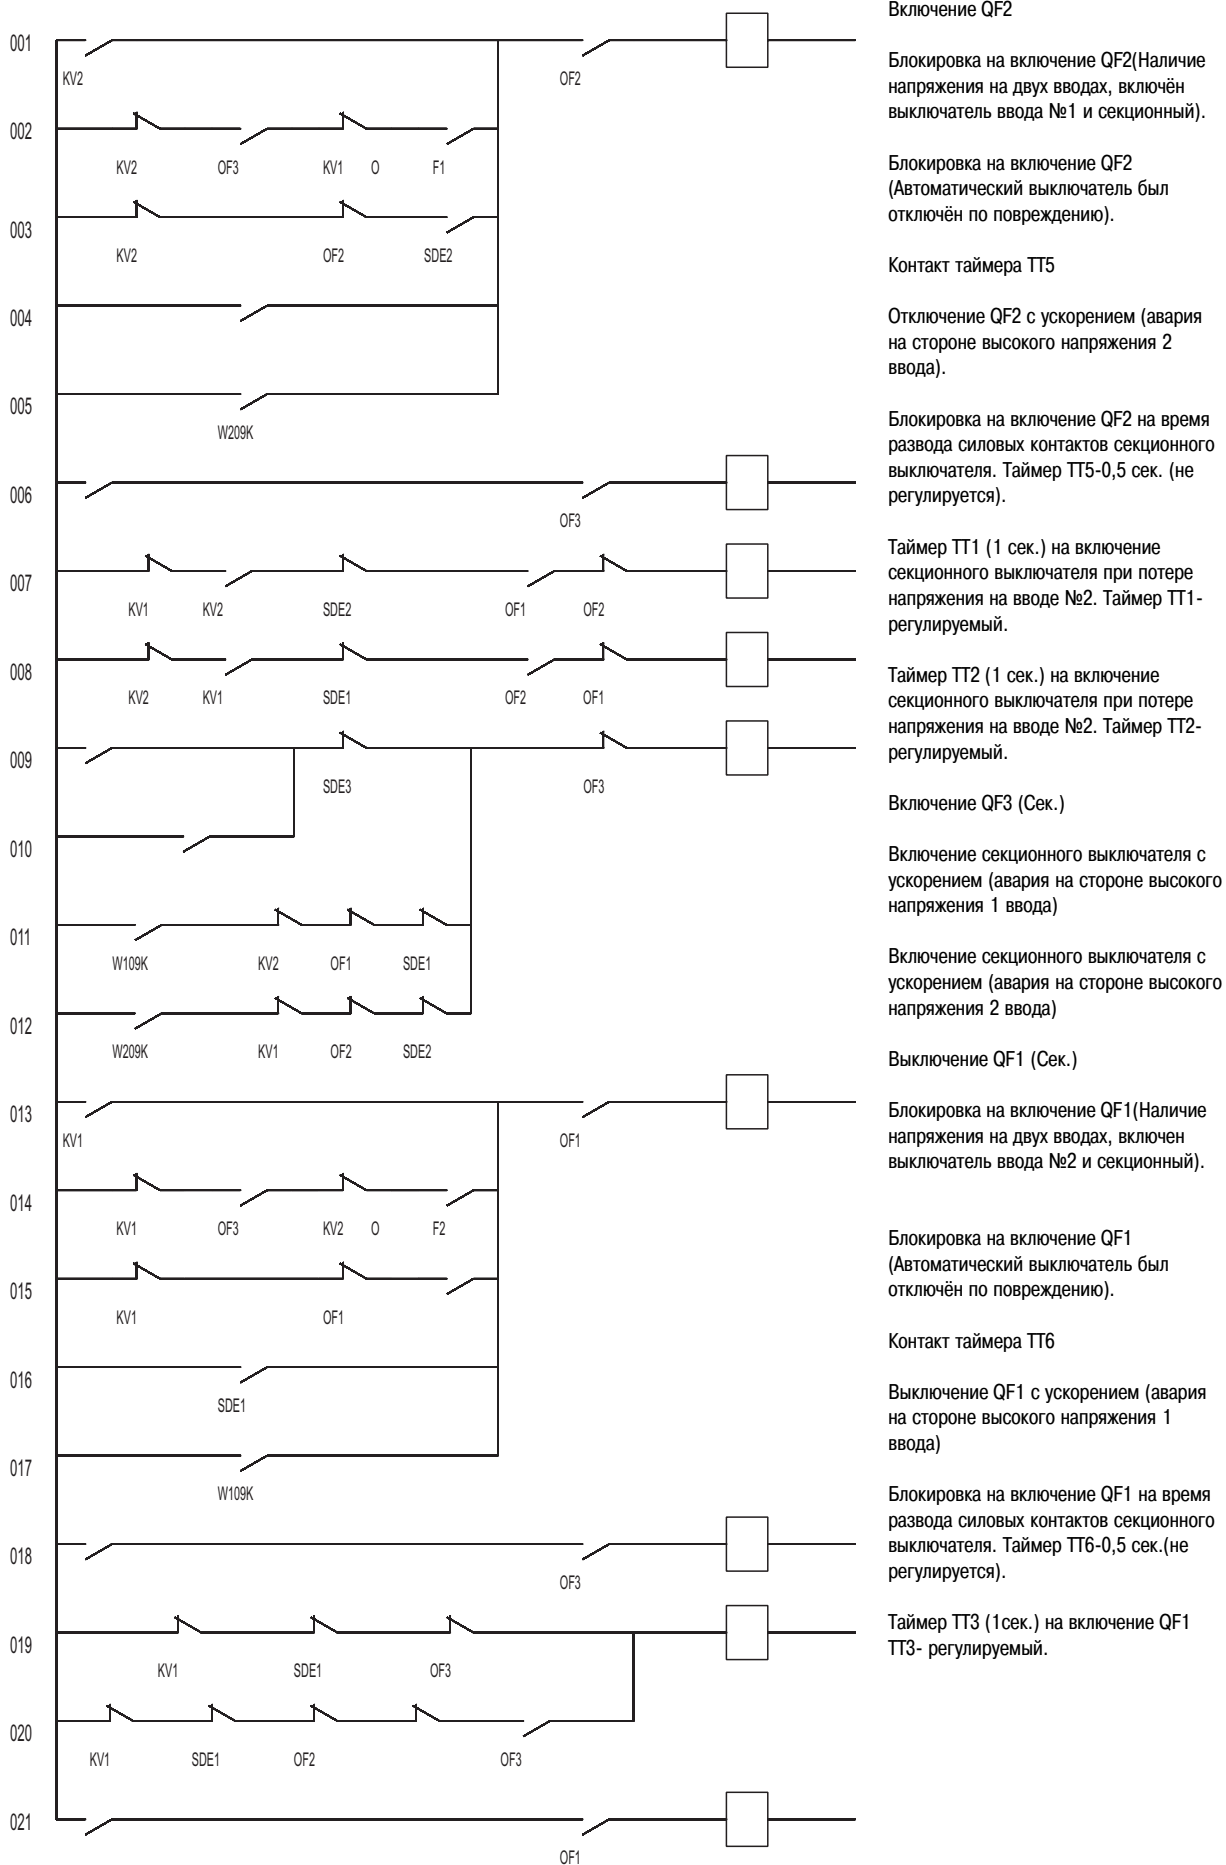 001
KV2
OF2
002
KV2 OF3 KV1 O F1
003
KV2 OF2 SDE2
004
005
W209K
006
OF3
007
KV1 KV2 SDE2 OF1 OF2
008
KV2 KV1 SDE1 OF2 OF1
009
SDE3 OF3
010
011
W109K KV2 OF1 SDE1
012
W209K KV1 OF2 SDE2
013
KV1
OF1
014
KV1 OF3 KV2 O F2
015
KV1 OF1
016
SDE1
017
W109K
018
OF3
019
KV1 SDE1 OF3
020
KV1 SDE1 OF2 OF3
021
OF1
Включение QF2
Блокировка на включение QF2(Наличие
напряжения на двух вводах, включён
выключатель ввода №1 и секционный).
Блокировка на включение QF2
(Автоматический выключатель был
отключён по повреждению).
Контакт таймера ТТ5
Отключение QF2 с ускорением (авария
на стороне высокого напряжения 2
ввода).
Блокировка на включение QF2 на время
развода силовых контактов секционного
выключателя. Таймер ТТ5-0,5 сек. (не
регулируется).
Таймер ТТ1 (1 сек.) на включение
секционного выключателя при потере
напряжения на вводе №2. Таймер ТТ1-
регулируемый.
Таймер ТТ2 (1 сек.) на включение
секционного выключателя при потере
напряжения на вводе №2. Таймер ТТ2-
регулируемый.
Включение QF3 (Сек.)
Включение секционного выключателя с
ускорением (авария на стороне высокого
напряжения 1 ввода)
Включение секционного выключателя с
ускорением (авария на стороне высокого
напряжения 2 ввода)
Выключение QF1 (Сек.)
Блокировка на включение QF1(Наличие
напряжения на двух вводах, включен
выключатель ввода №2 и секционный).
Блокировка на включение QF1
(Автоматический выключатель был
отключён по повреждению).
Контакт таймера ТТ6
Выключение QF1 с ускорением (авария
на стороне высокого напряжения 1
ввода)
Блокировка на включение QF1 на время
развода силовых контактов секционного
выключателя. Таймер ТТ6-0,5 сек.(не
регулируется).
Таймер ТТ3 (1сек.) на включение QF1
ТТ3- регулируемый.